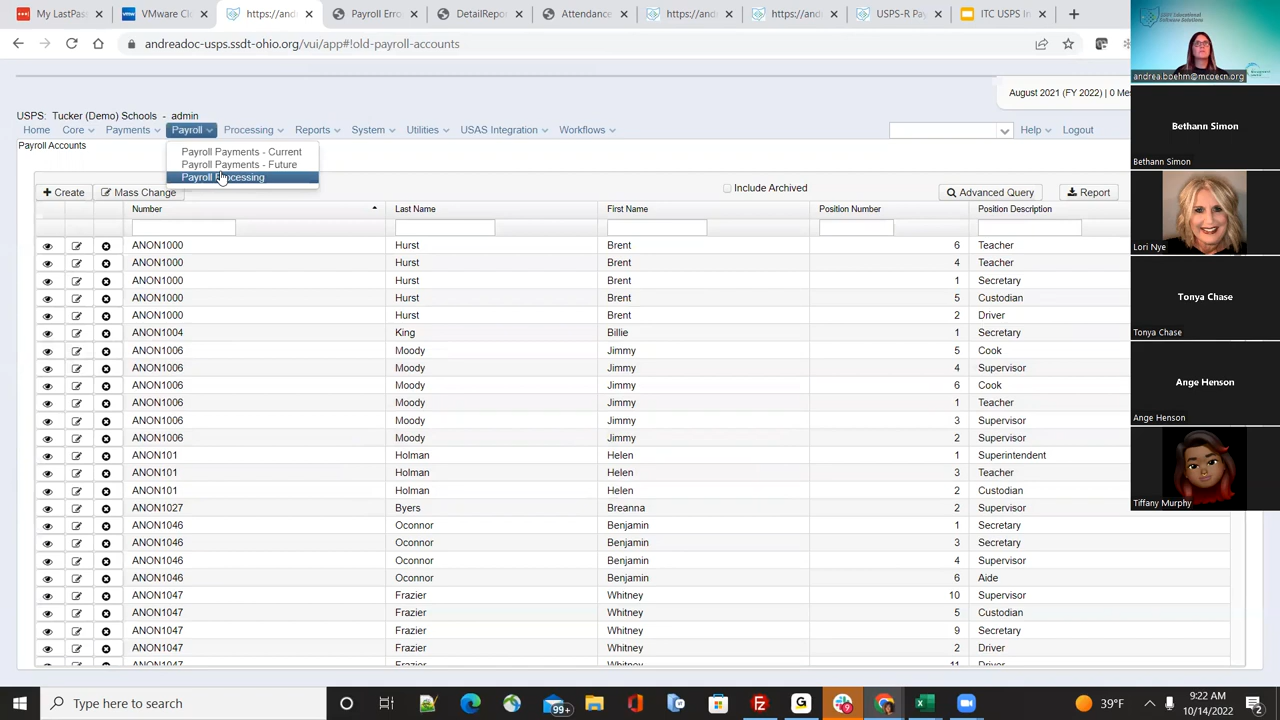 My LastPass
VMware Cl
https://and
Payroll Erro
Attendance
https://an
https://an
USPS
ITC USPS In
andreadoc-usps.ssdt-ohio.org/vui/app#!old-payroll-accounts
August 2021 (FY 2022) | 0 Mes
USPS: Tucker (Demo) Schools - admin
Home Core Payments Payroll Processing Reports System Utilities USAS Integration Workflows Help Logout
Payroll Accounts
Payroll Payments - Current
Payroll Payments - Future
Payroll Processing
Create Mass Change Include Archived Advanced Query Report
Number Last Name First Name Position Number Position Description
ANON1000 Hurst Brent 6 Teacher
ANON1000 Hurst Brent 4 Teacher
ANON1000 Hurst Brent 1 Secretary
ANON1000 Hurst Brent 5 Custodian
ANON1000 Hurst Brent 2 Driver
ANON1004 King Billie 1 Secretary
ANON1006 Moody Jimmy 5 Cook
ANON1006 Moody Jimmy 4 Supervisor
ANON1006 Moody Jimmy 6 Cook
ANON1006 Moody Jimmy 1 Teacher
ANON1006 Moody Jimmy 3 Supervisor
ANON1006 Moody Jimmy 2 Supervisor
ANON101 Holman Helen 1 Superintendent
ANON101 Holman Helen 3 Teacher
ANON101 Holman Helen 2 Custodian
ANON1027 Byers Breanna 2 Supervisor
ANON1046 Oconnor Benjamin 1 Secretary
ANON1046 Oconnor Benjamin 3 Secretary
ANON1046 Oconnor Benjamin 4 Supervisor
ANON1046 Oconnor Benjamin 6 Aide
ANON1047 Frazier Whitney 10 Supervisor
ANON1047 Frazier Whitney 5 Custodian
ANON1047 Frazier Whitney 9 Secretary
ANON1047 Frazier Whitney 2 Driver
ANON1047 Frazier Whitney 11 Driver
andrea.boehm@mcoecn.org
Bethann Simon
Bethann Simon
Lori Nye
Tonya Chase
Tonya Chase
Ange Henson
Ange Henson
Tiffany Murphy
Type here to search
99+
39°F
9:22 AM
10/14/2022
2